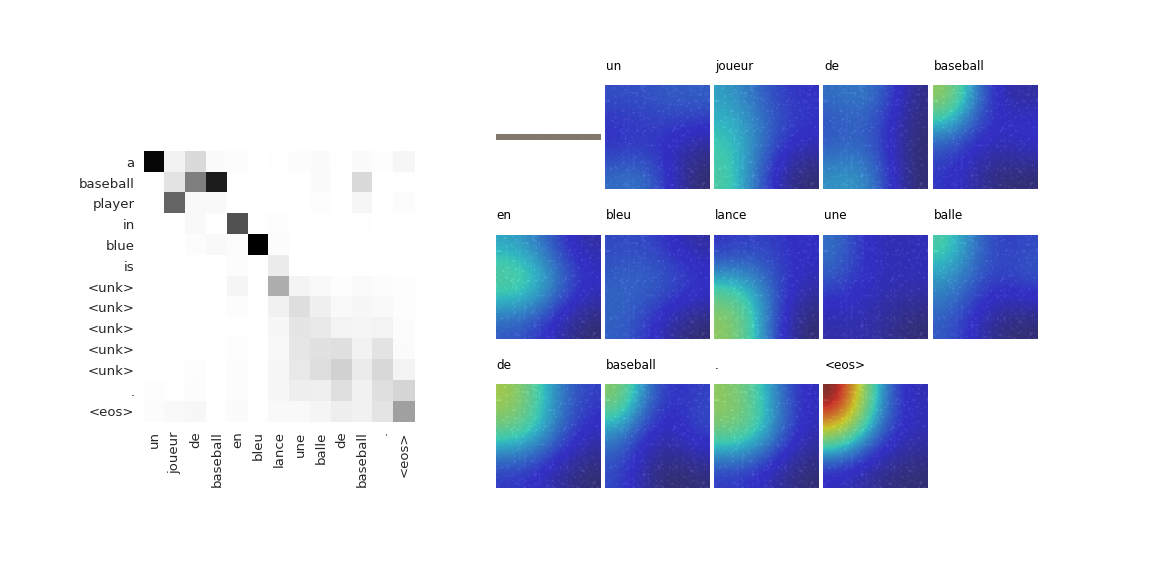 a
baseball
player
in
blue
is
<unk>
<unk>
<unk>
<unk>
<unk>
.
<eos>
un joueur de baseball en bleu lance une balle de baseball . <eos>
un joueur de baseball
en bleu lance une balle
de baseball . <eos>